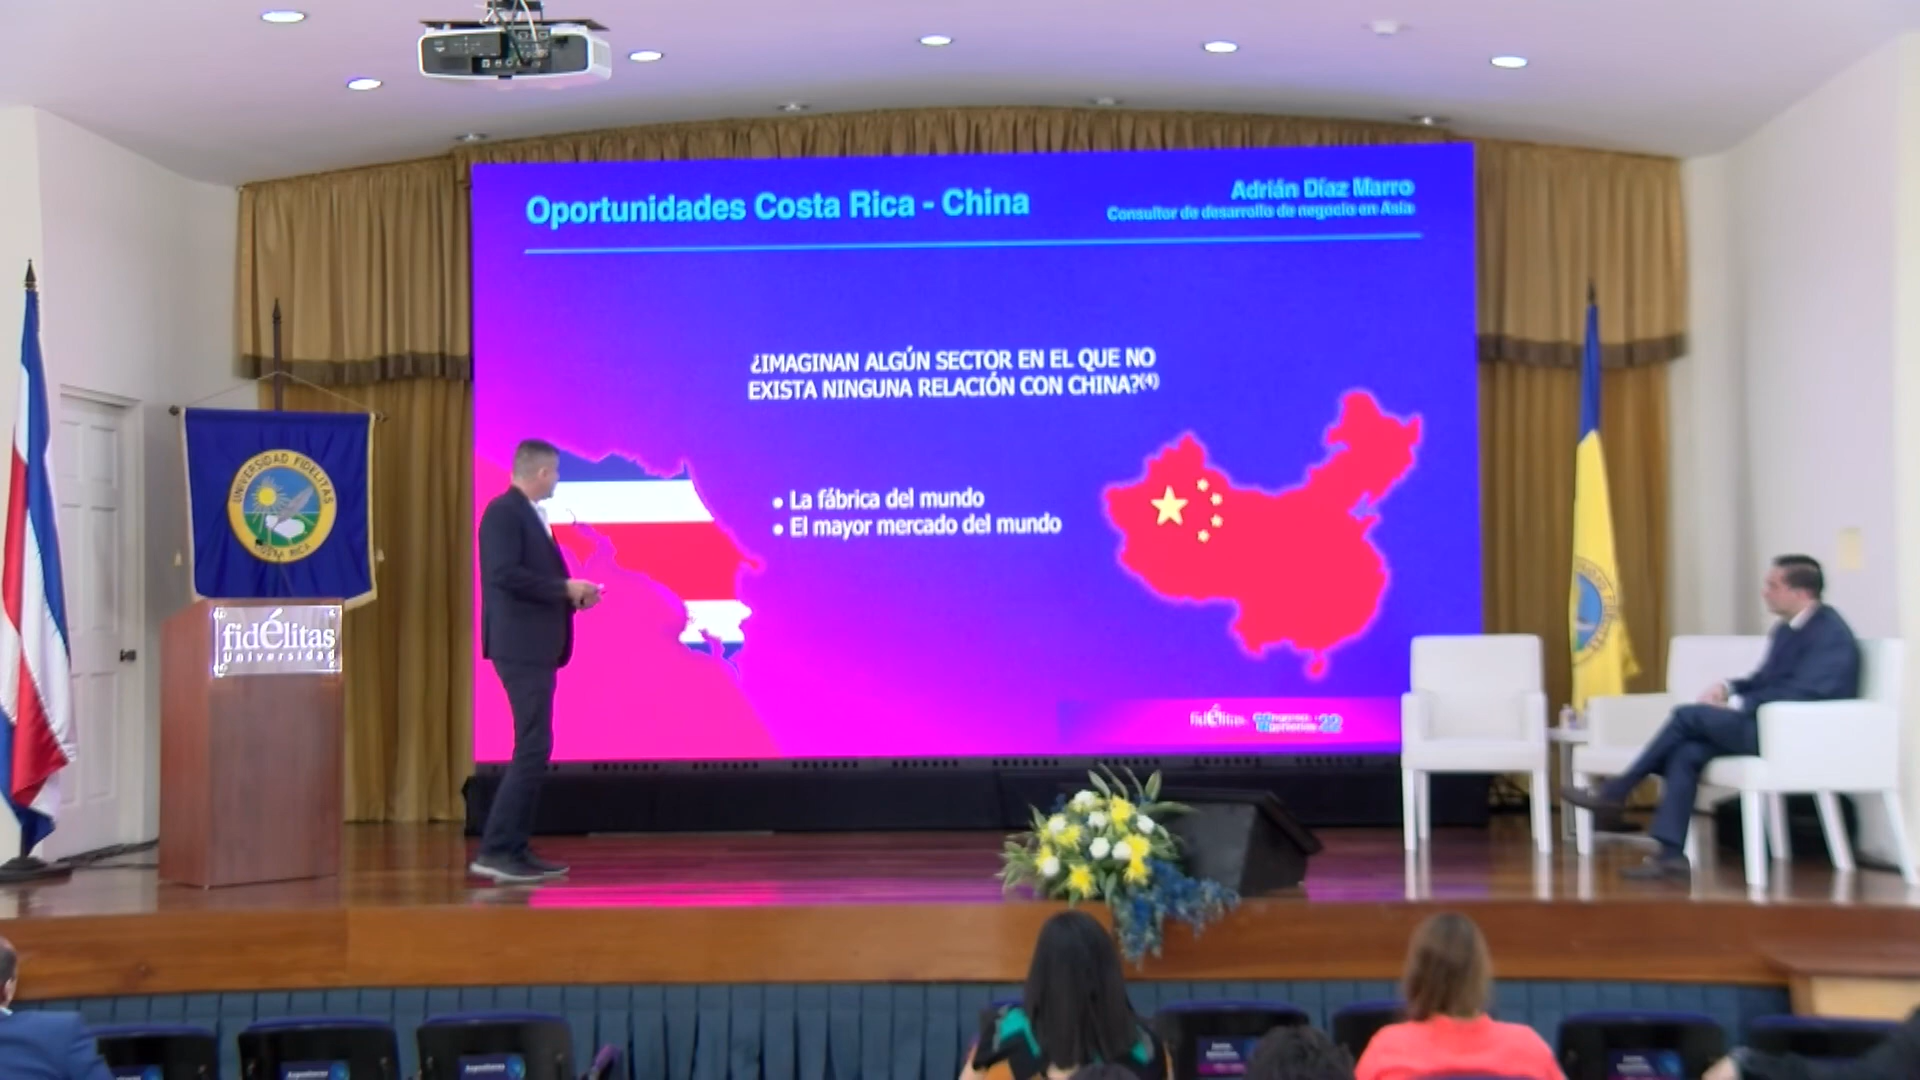 Oportunidades Costa Rica - China
Adrián Díaz Marro
Consultor de desarrollo de negocio en Asia
¿IMAGINAN ALGÚN SECTOR EN EL QUE NO
EXISTA NINGUNA RELACIÓN CON CHINA?(4)
• La fábrica del mundo
• El mayor mercado del mundo
UNIVERSIDAD FIDELITAS
COSTA RICA
fidélitas
Universidad
fidélitas
22